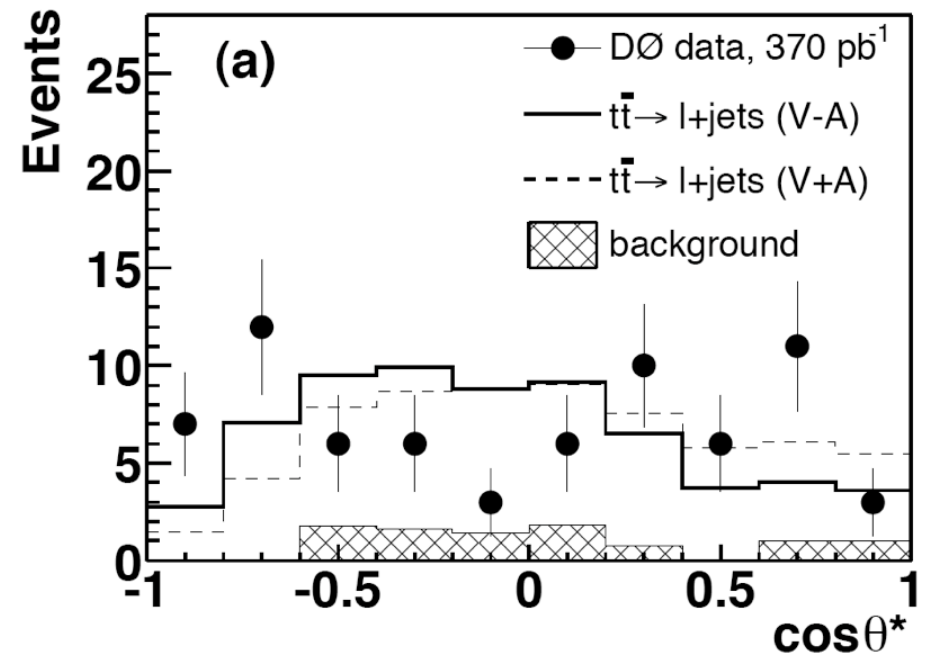 (a)
DØ data, 370 pb⁻¹
tt̄→ l+jets (V-A)
tt̄→ l+jets (V+A)
background
Events
25
20
15
10
5
0
-1 -0.5 0 0.5 1
cosθ*